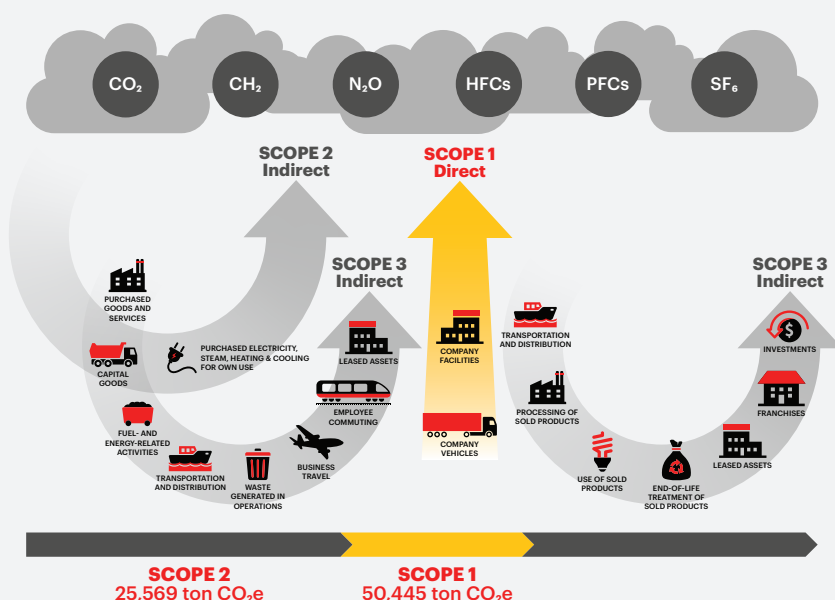 CO₂
CH₂
N₂O
HFCs
PFCs
SF₆
SCOPE 2
Indirect
SCOPE 1
Direct
SCOPE 3
Indirect
SCOPE 3
Indirect
PURCHASED
GOODS AND
SERVICES
CAPITAL
GOODS
FUEL- AND
ENERGY-RELATED
ACTIVITIES
TRANSPORTATION
AND DISTRIBUTION
WASTE
GENERATED IN
OPERATIONS
BUSINESS
TRAVEL
EMPLOYEE
COMMUTING
LEASED ASSETS
PURCHASED ELECTRICITY,
STEAM, HEATING & COOLING
FOR OWN USE
COMPANY
FACILITIES
COMPANY
VEHICLES
TRANSPORTATION
AND DISTRIBUTION
PROCESSING OF
SOLD PRODUCTS
USE OF SOLD
PRODUCTS
END-OF-LIFE
TREATMENT OF
SOLD PRODUCTS
LEASED ASSETS
FRANCHISES
$
INVESTMENTS
SCOPE 2
25,569 ton CO₂e
SCOPE 1
50,445 ton CO₂e